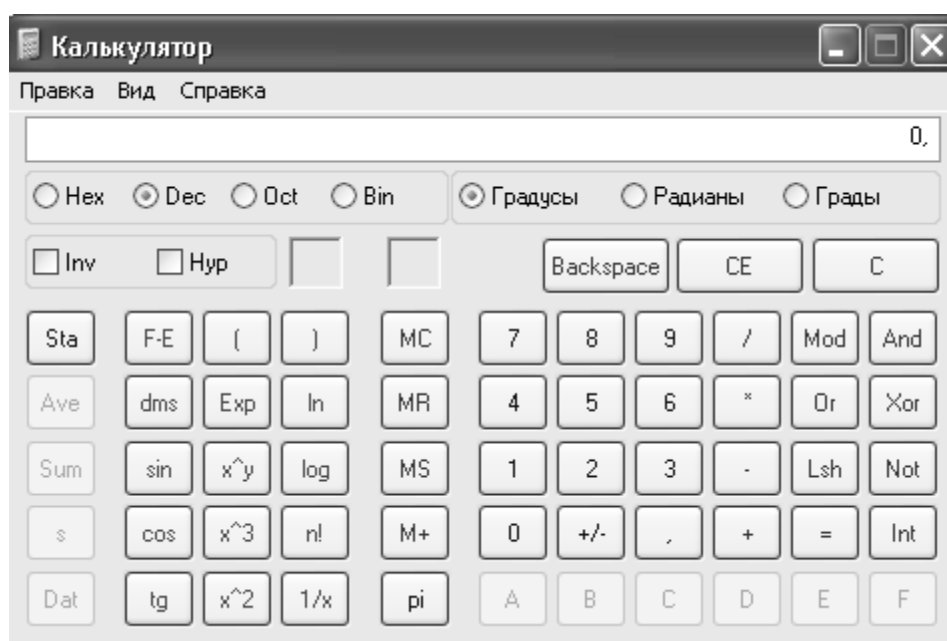 Калькулятор
Правка Вид Справка
0,
Hex Dec Oct Bin Градусы Радианы Грады
Inv Hyp Backspace CE C
Sta F-E ( ) MC 7 8 9 / Mod And
Ave dms Exp ln MR 4 5 6 * Or Xor
Sum sin x^y log MS 1 2 3 - Lsh Not
s cos x^3 n! M+ 0 +/- , + = Int
Dat tg x^2 1/x pi A B C D E F